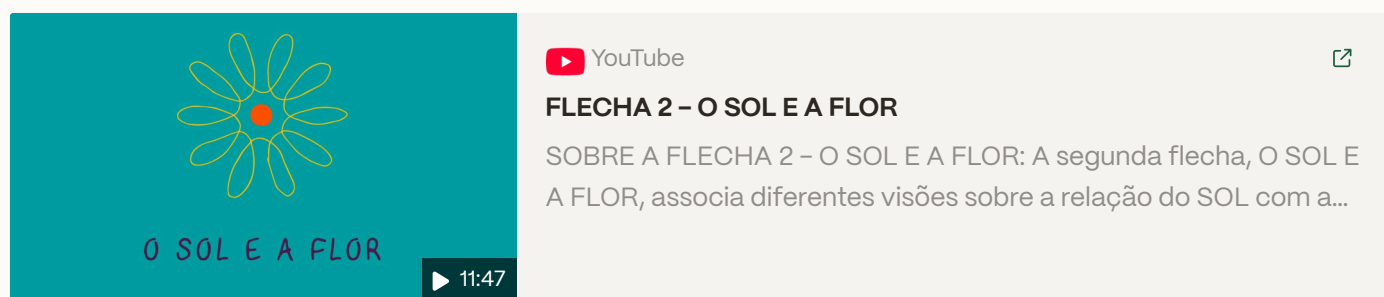 O SOL E A FLOR
11:47
YouTube
FLECHA 2 – O SOL E A FLOR
SOBRE A FLECHA 2 – O SOL E A FLOR: A segunda flecha, O SOL E
A FLOR, associa diferentes visões sobre a relação do SOL com a...